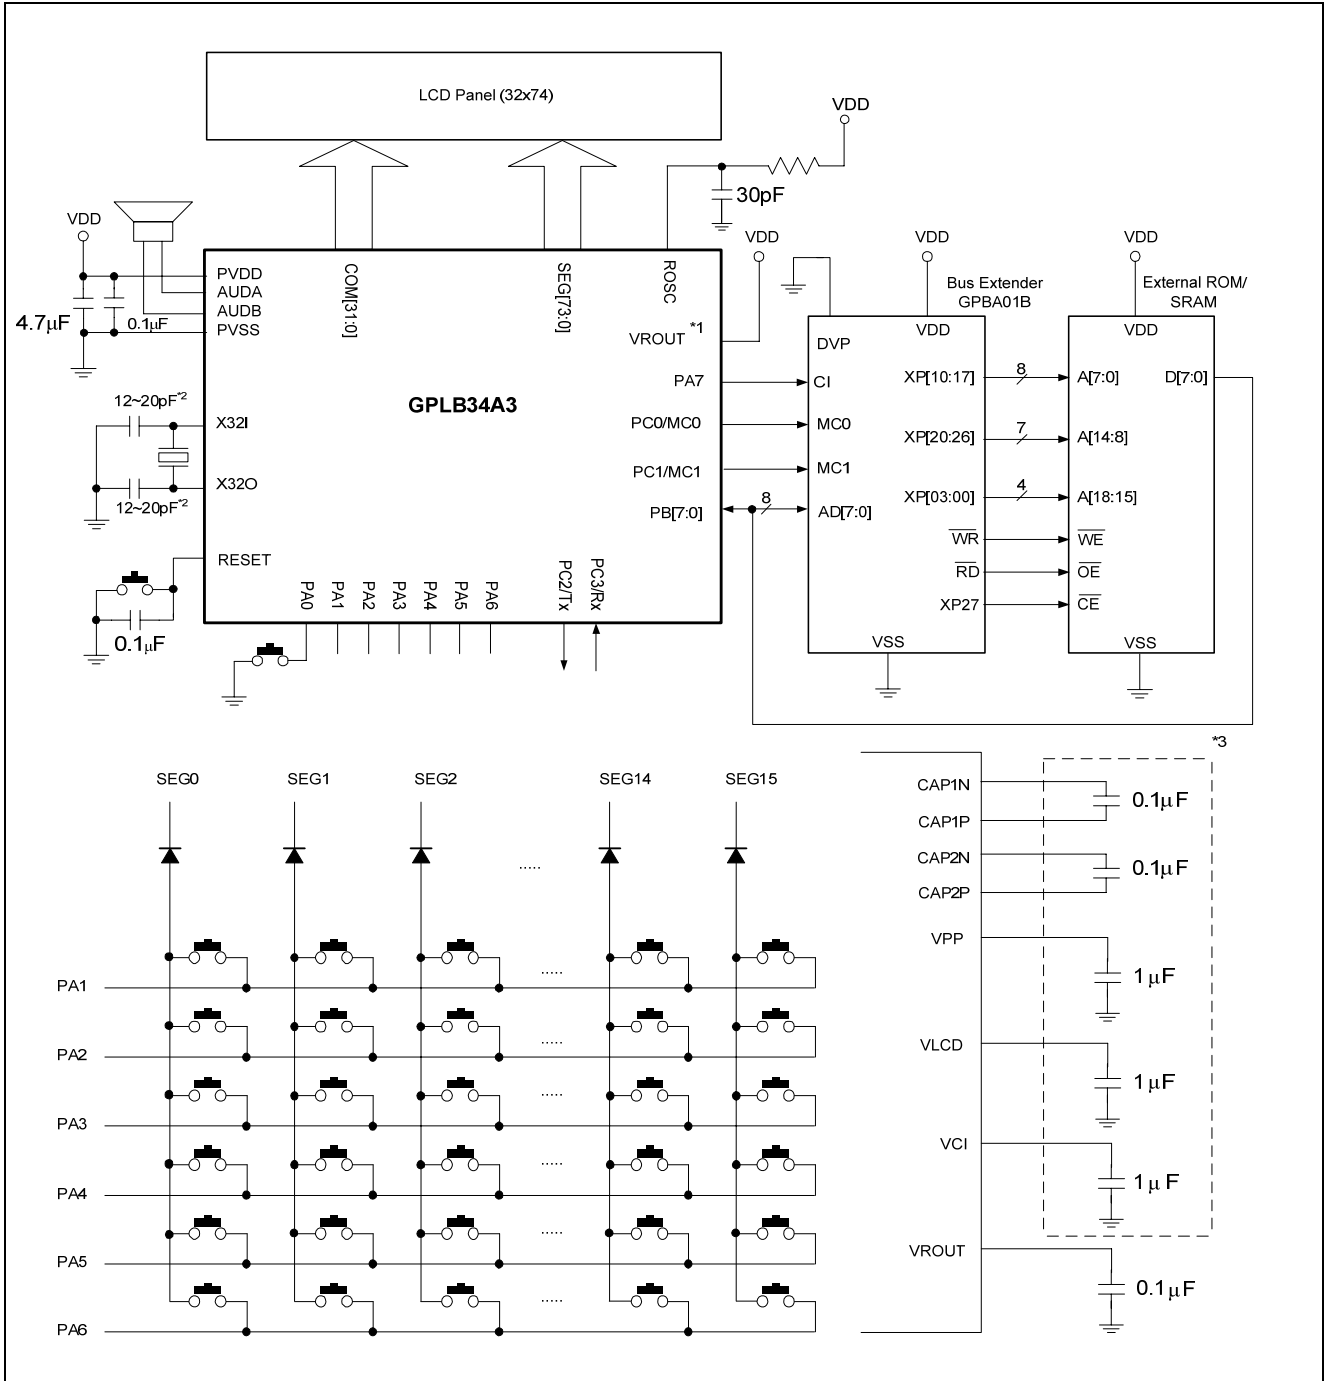 LCD Panel (32x74)
VDD
30pF
VDD
PVDD
AUDA
AUDB
PVSS
4.7µF
0.1µF
COM[31:0]
SEG[73:0]
ROSC
VROUT *1
VDD
GPLB34A3
PA7
PC0/MC0
PC1/MC1
PB[7:0]
8
12~20pF*2
X32I
X32O
12~20pF*2
RESET
0.1µF
PA0
PA1
PA2
PA3
PA4
PA5
PA6
PC2/Tx
PC3/Rx
VDD
Bus Extender
GPBA01B
VDD
DVP
CI
MC0
MC1
AD[7:0]
XP[10:17]
XP[20:26]
XP[03:00]
WR
RD
XP27
VSS
8
7
4
VDD
External ROM/
SRAM
VDD
A[7:0]
D[7:0]
A[14:8]
A[18:15]
WE
OE
CE
VSS
*3
SEG0
SEG1
SEG2
SEG14
SEG15
.....
.....
PA1
.....
PA2
.....
PA3
.....
PA4
.....
PA5
.....
PA6
CAP1N
0.1µF
CAP1P
CAP2N
0.1µF
CAP2P
VPP
1µF
VLCD
1µF
VCI
1µF
VROUT
0.1µF